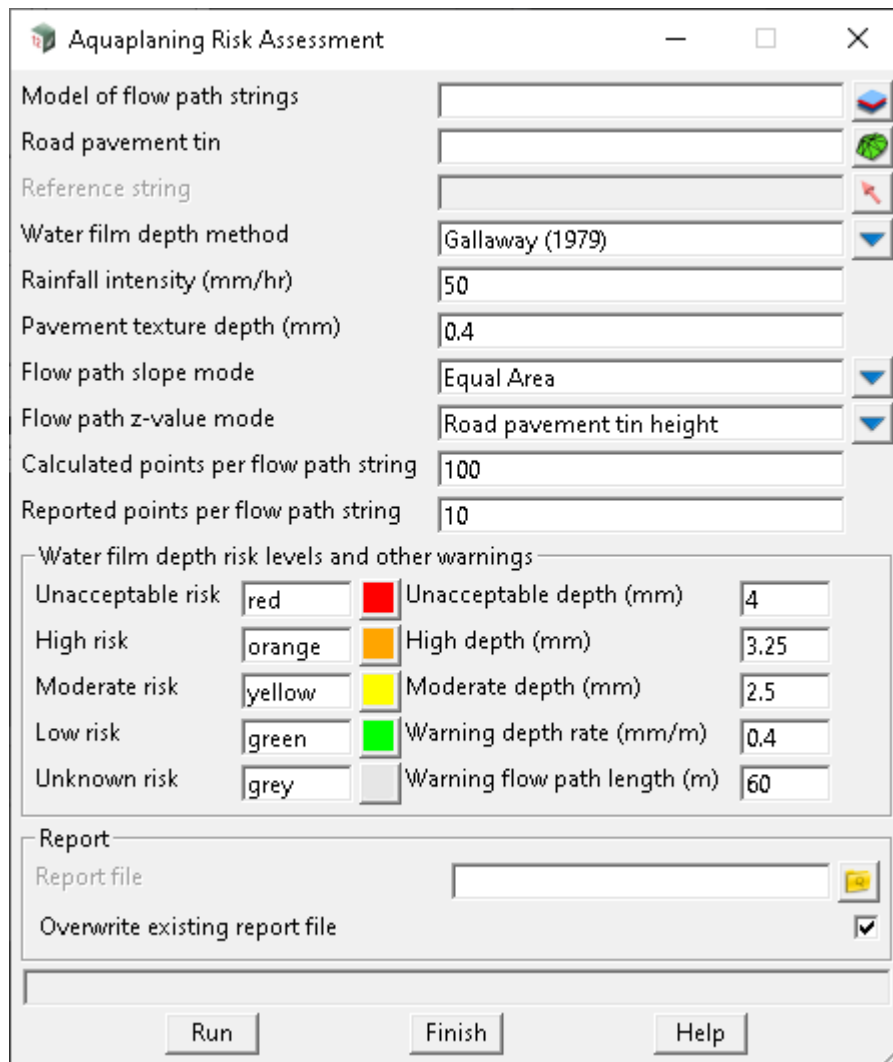 Aquaplaning Risk Assessment
Model of flow path strings
Road pavement tin
Reference string
Water film depth method Gallaway (1979)
Rainfall intensity (mm/hr) 50
Pavement texture depth (mm) 0.4
Flow path slope mode Equal Area
Flow path z-value mode Road pavement tin height
Calculated points per flow path string 100
Reported points per flow path string 10
Water film depth risk levels and other warnings
Unacceptable risk red Unacceptable depth (mm) 4
High risk orange High depth (mm) 3.25
Moderate risk yellow Moderate depth (mm) 2.5
Low risk green Warning depth rate (mm/m) 0.4
Unknown risk grey Warning flow path length (m) 60
Report
Report file
Overwrite existing report file
Run Finish Help